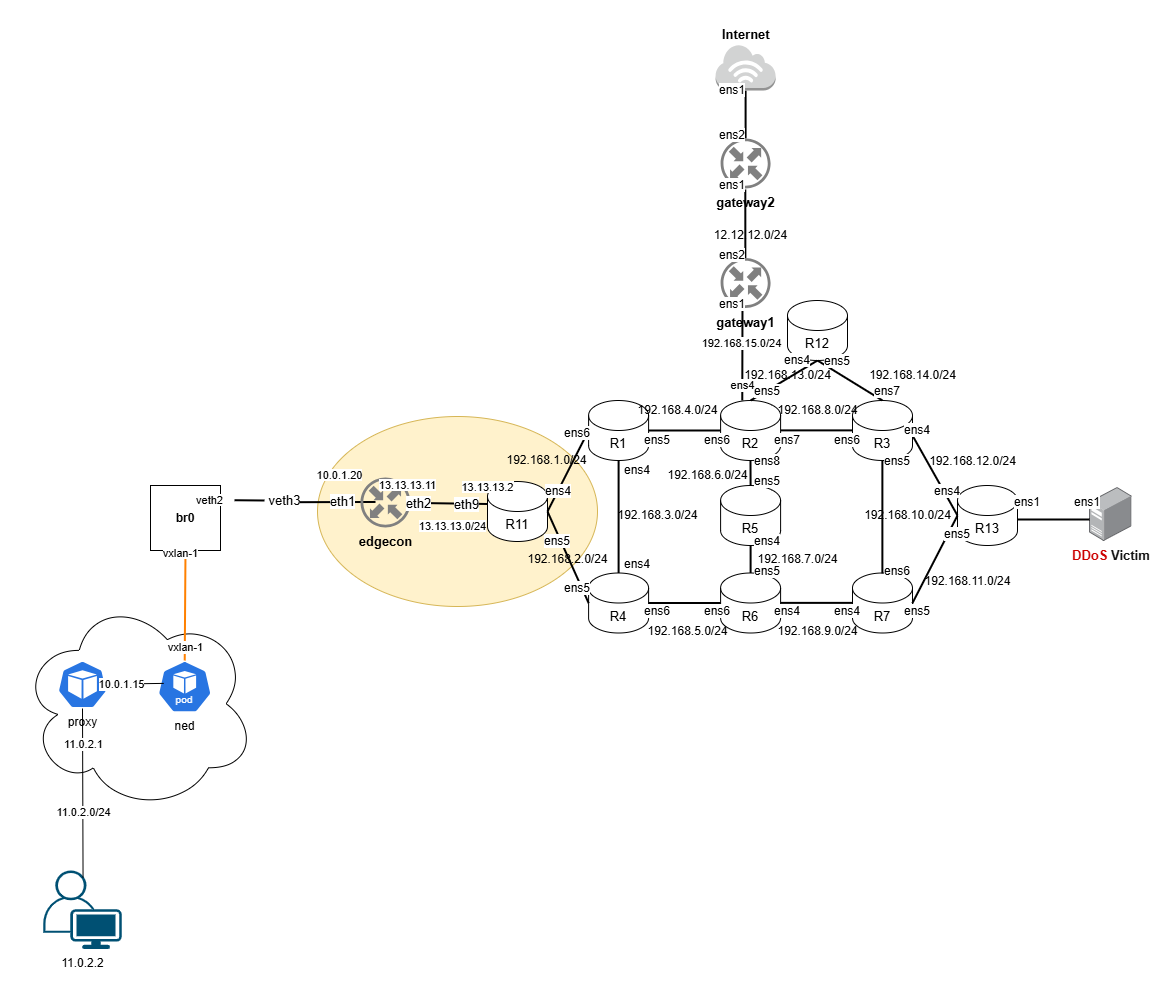 Internet
ens1
ens2
ens1
gateway2
12.12.12.0/24
ens2
ens1
gateway1
192.168.15.0/24
R12
ens4
ens5
192.168.13.0/24
192.168.14.0/24
ens4
ens5
ens7
192.168.4.0/24
192.168.8.0/24
ens6
R1
ens5
ens6
R2
ens7
ens6
R3
ens4
192.168.1.0/24
ens4
ens8
ens5
192.168.12.0/24
192.168.6.0/24
ens5
10.0.1.20
13.13.13.11
13.13.13.2
ens4
ens4
veth2
veth3
eth1
eth2
eth9
ens1
ens1
br0
192.168.3.0/24
192.168.10.0/24
13.13.13.0/24
R11
R5
R13
edgecon
ens5
ens4
ens5
vxlan-1
192.168.2.0/24
192.168.7.0/24
DDoS Victim
ens4
ens5
ens6
192.168.11.0/24
ens5
R4
ens6
ens6
R6
ens4
ens4
R7
ens5
192.168.5.0/24
192.168.9.0/24
vxlan-1
10.0.1.15
pod
proxy
ned
11.0.2.1
11.0.2.0/24
11.0.2.2